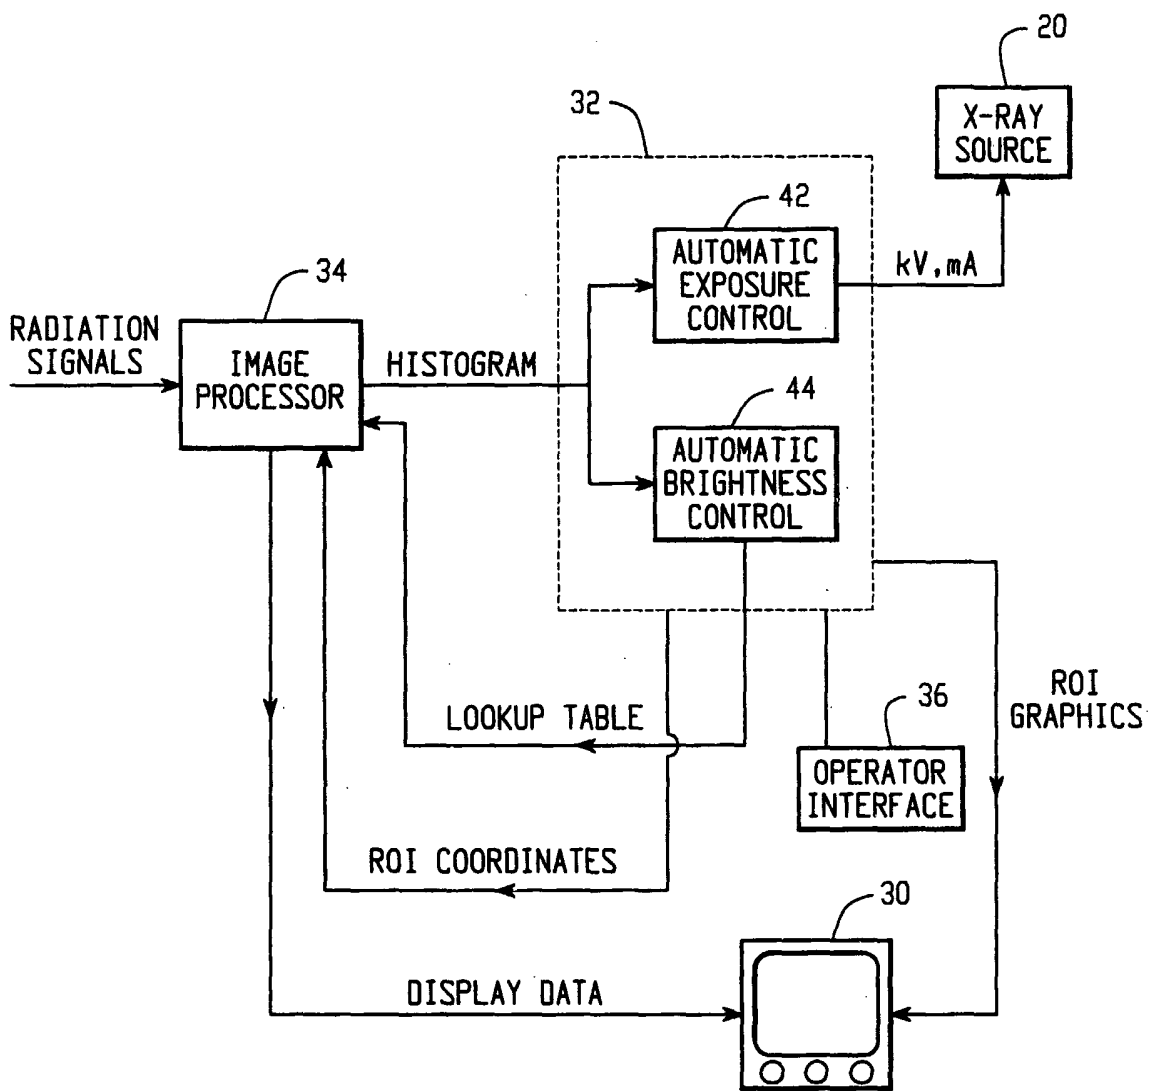 20
X-RAY
SOURCE
32
42
AUTOMATIC
EXPOSURE
CONTROL
kV,mA
34
RADIATION
SIGNALS
IMAGE
PROCESSOR
HISTOGRAM
44
AUTOMATIC
BRIGHTNESS
CONTROL
LOOKUP TABLE
36
OPERATOR
INTERFACE
ROI
GRAPHICS
ROI COORDINATES
30
DISPLAY DATA